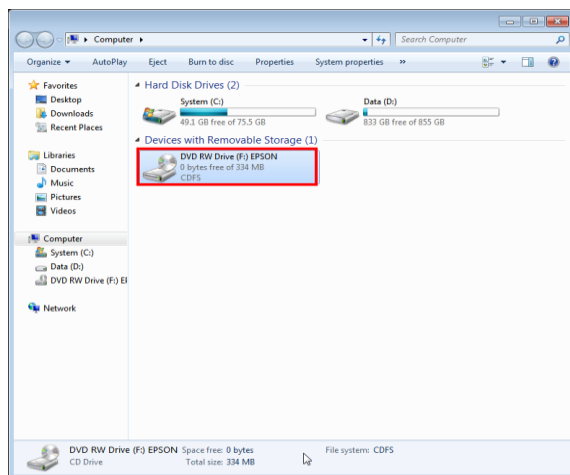 Computer
Search Computer
Organize AutoPlay Eject Burn to disc Properties System properties »
Favorites
Desktop
Downloads
Recent Places
Libraries
Documents
Music
Pictures
Videos
Computer
System (C:)
Data (D:)
DVD RW Drive (F:) EP
Network
Hard Disk Drives (2)
System (C:)
49.1 GB free of 75.5 GB
Data (D:)
833 GB free of 855 GB
Devices with Removable Storage (1)
DVD RW Drive (F:) EPSON
0 bytes free of 334 MB
CDFS
DVD RW Drive (F:) EPSON Space free: 0 bytes File system: CDFS
CD Drive Total size: 334 MB